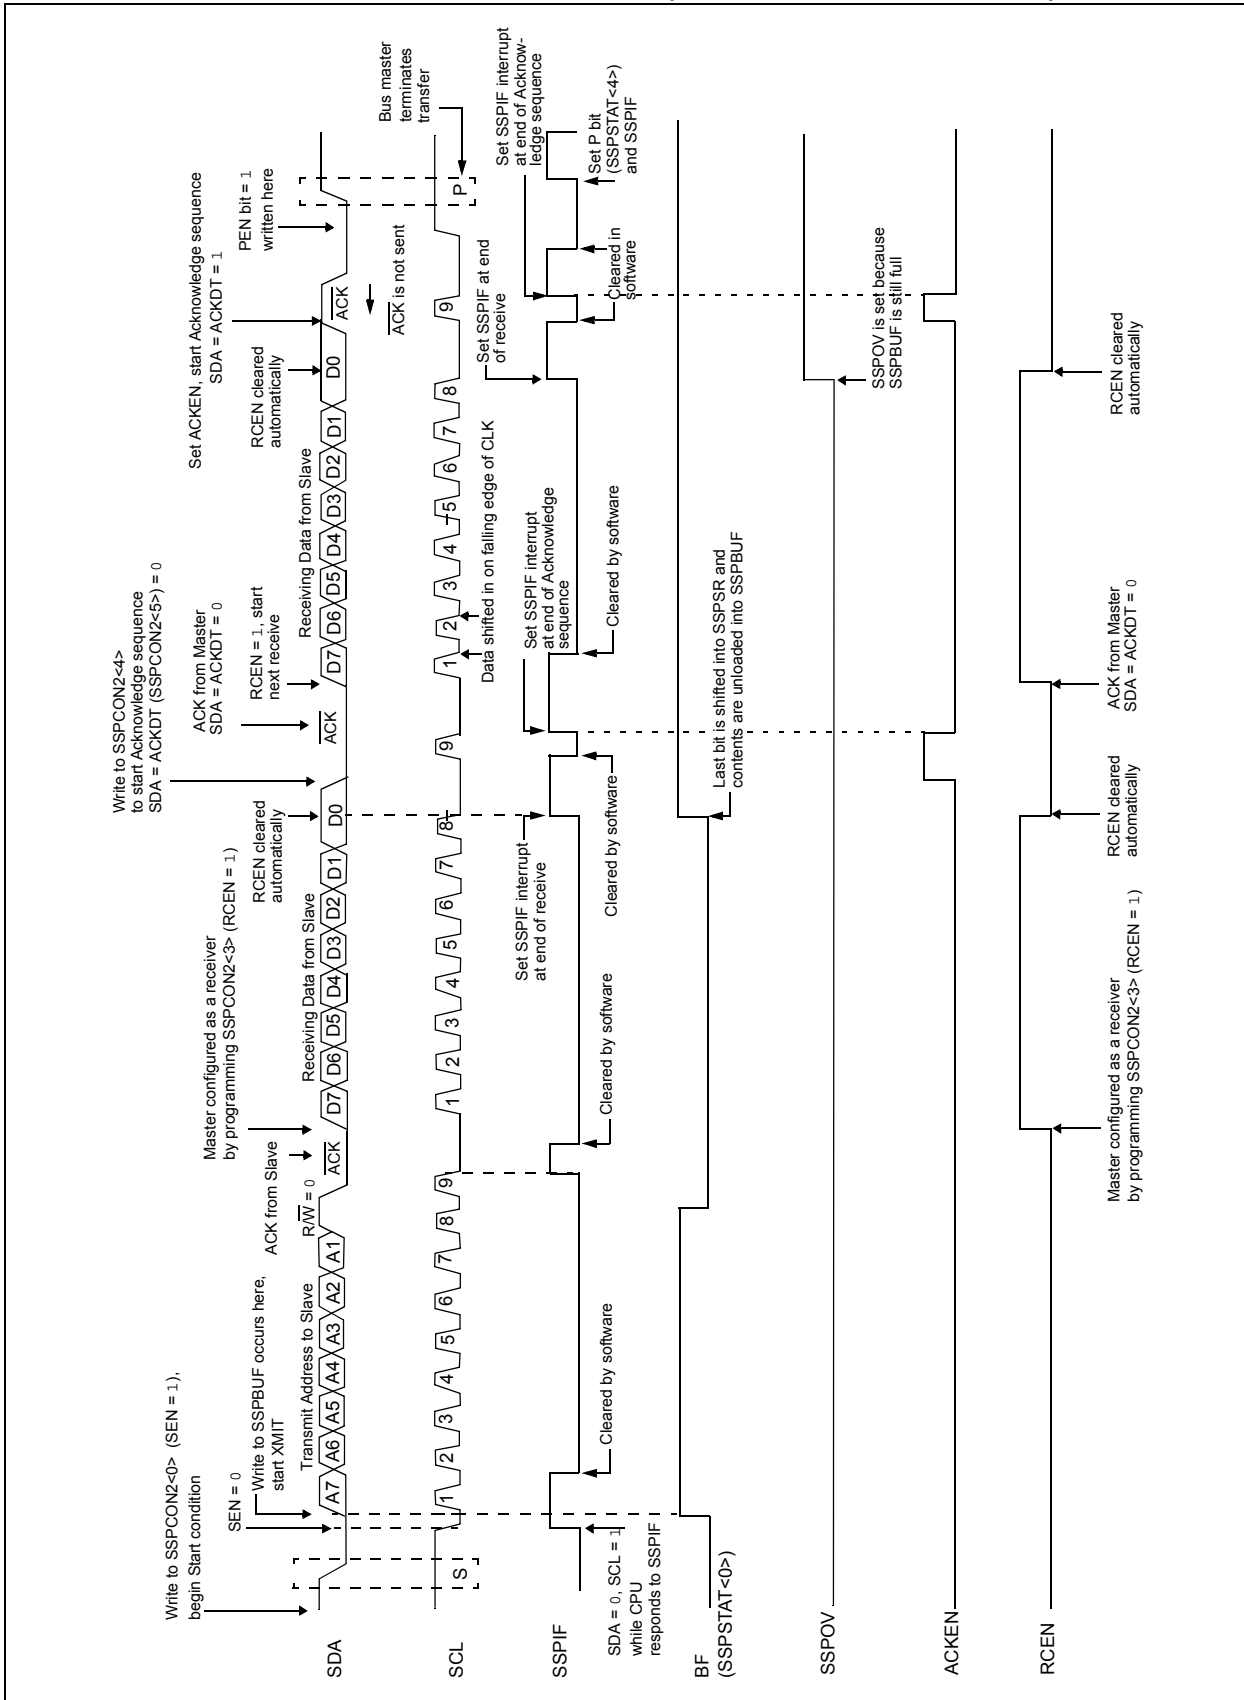 Write to SSPCON2<0> (SEN = 1),
begin Start condition
SEN = 0
Write to SSPBUF occurs here,
start XMIT
ACK from Slave
Master configured as a receiver
by programming SSPCON2<3> (RCEN = 1)
RCEN cleared
automatically
Write to SSPCON2<4>
to start Acknowledge sequence
SDA = ACKDT (SSPCON2<5>) = 0
ACK from Master
SDA = ACKDT = 0
RCEN = 1, start
next receive
RCEN cleared
automatically
Set ACKEN, start Acknowledge sequence
SDA = ACKDT = 1
PEN bit = 1
written here
Transmit Address to Slave
R/W = 0
Receiving Data from Slave
Receiving Data from Slave
SDA
A7 A6 A5 A4 A3 A2 A1
ACK
D7 D6 D5 D4 D3 D2 D1 D0
ACK
D7 D6 D5 D4 D3 D2 D1 D0
ACK
ACK is not sent
Bus master
terminates
transfer
SCL
S
1 2 3 4 5 6 7 8 9
1 2 3 4 5 6 7 8 9
1 2 3 4 5 6 7 8 9
P
Data shifted in on falling edge of CLK
Set SSPIF interrupt
at end of receive
Set SSPIF interrupt
at end of Acknowledge
sequence
Set SSPIF at end
of receive
Set SSPIF interrupt
at end of Acknow-
ledge sequence
SSPIF
SDA = 0, SCL = 1
while CPU
responds to SSPIF
Cleared by software
Cleared by software
Cleared by software
Cleared by software
Cleared in
software
Set P bit
(SSPSTAT<4>)
and SSPIF
BF
(SSPSTAT<0>)
Last bit is shifted into SSPSR and
contents are unloaded into SSPBUF
SSPOV
SSPOV is set because
SSPBUF is still full
ACKEN
RCEN
Master configured as a receiver
by programming SSPCON2<3> (RCEN = 1)
RCEN cleared
automatically
ACK from Master
SDA = ACKDT = 0
RCEN cleared
automatically